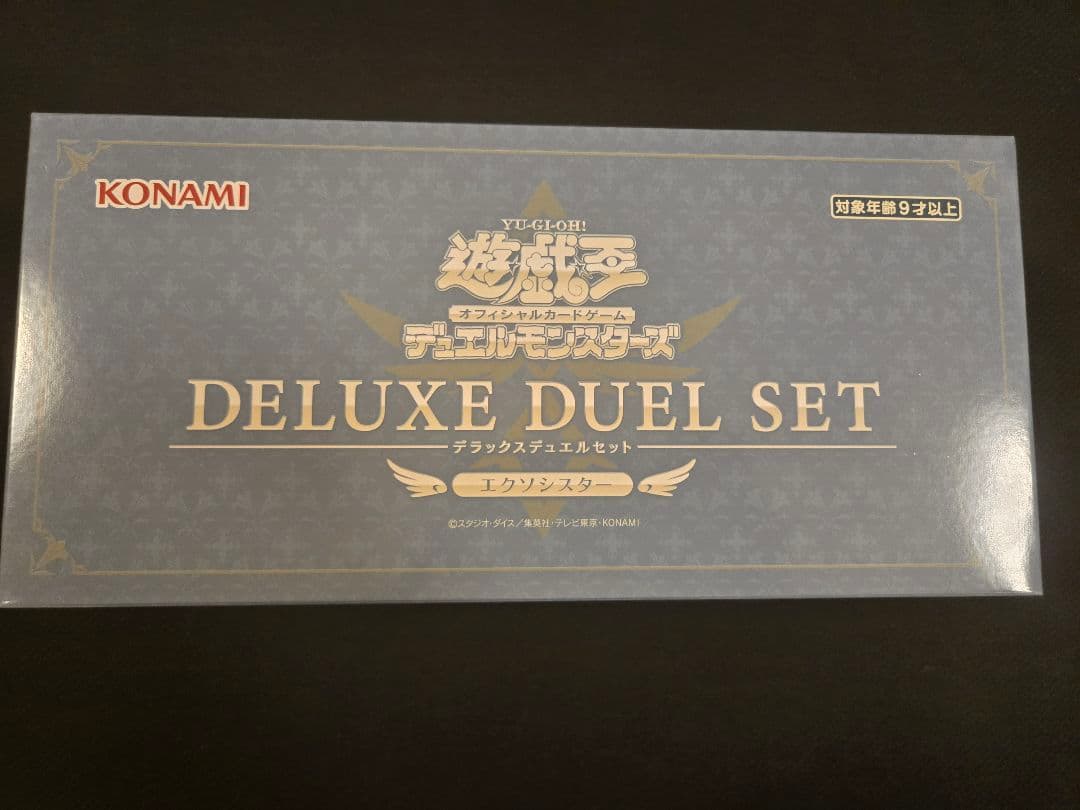 KONAMI
対象年齢9才以上
YU-GI-OH!
遊戯王
オフィシャルカードゲーム
デュエルモンスターズ
DELUXE DUEL SET
デラックスデュエルセット
エクソシスター
©スタジオ・ダイス/集英社・テレビ東京・KONAMI